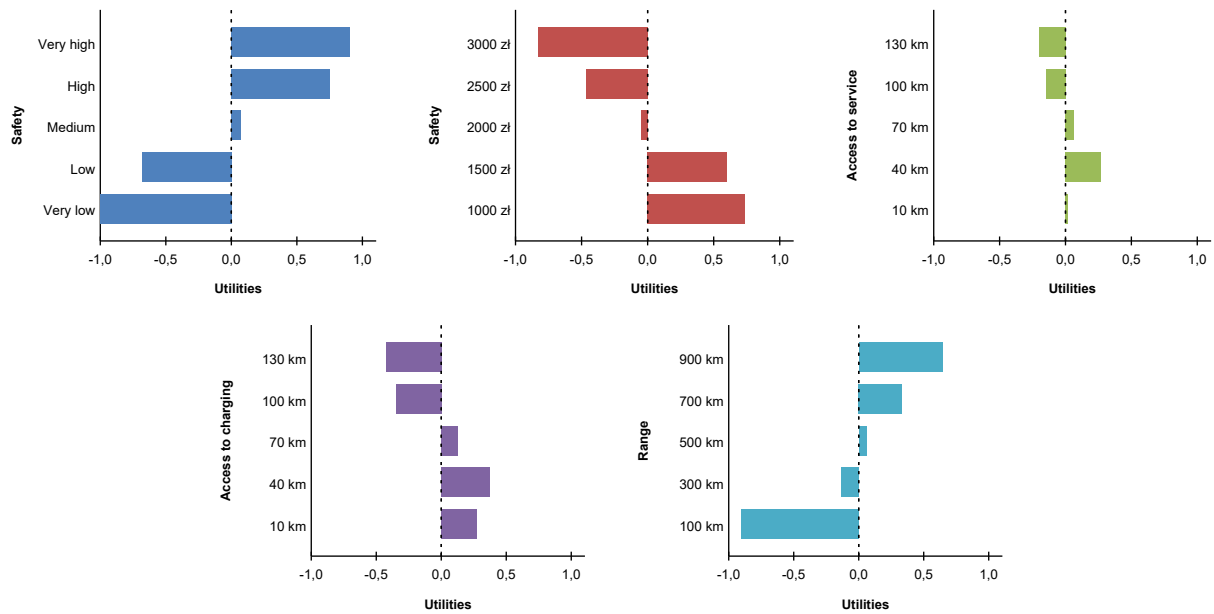 Safety
Very high
High
Medium
Low
Very low
-1,0 -0,5 0,0 0,5 1,0
Utilities
Safety
3000 zł
2500 zł
2000 zł
1500 zł
1000 zł
-1,0 -0,5 0,0 0,5 1,0
Utilities
Access to service
130 km
100 km
70 km
40 km
10 km
-1,0 -0,5 0,0 0,5 1,0
Utilities
Access to charging
130 km
100 km
70 km
40 km
10 km
-1,0 -0,5 0,0 0,5 1,0
Utilities
Range
900 km
700 km
500 km
300 km
100 km
-1,0 -0,5 0,0 0,5 1,0
Utilities